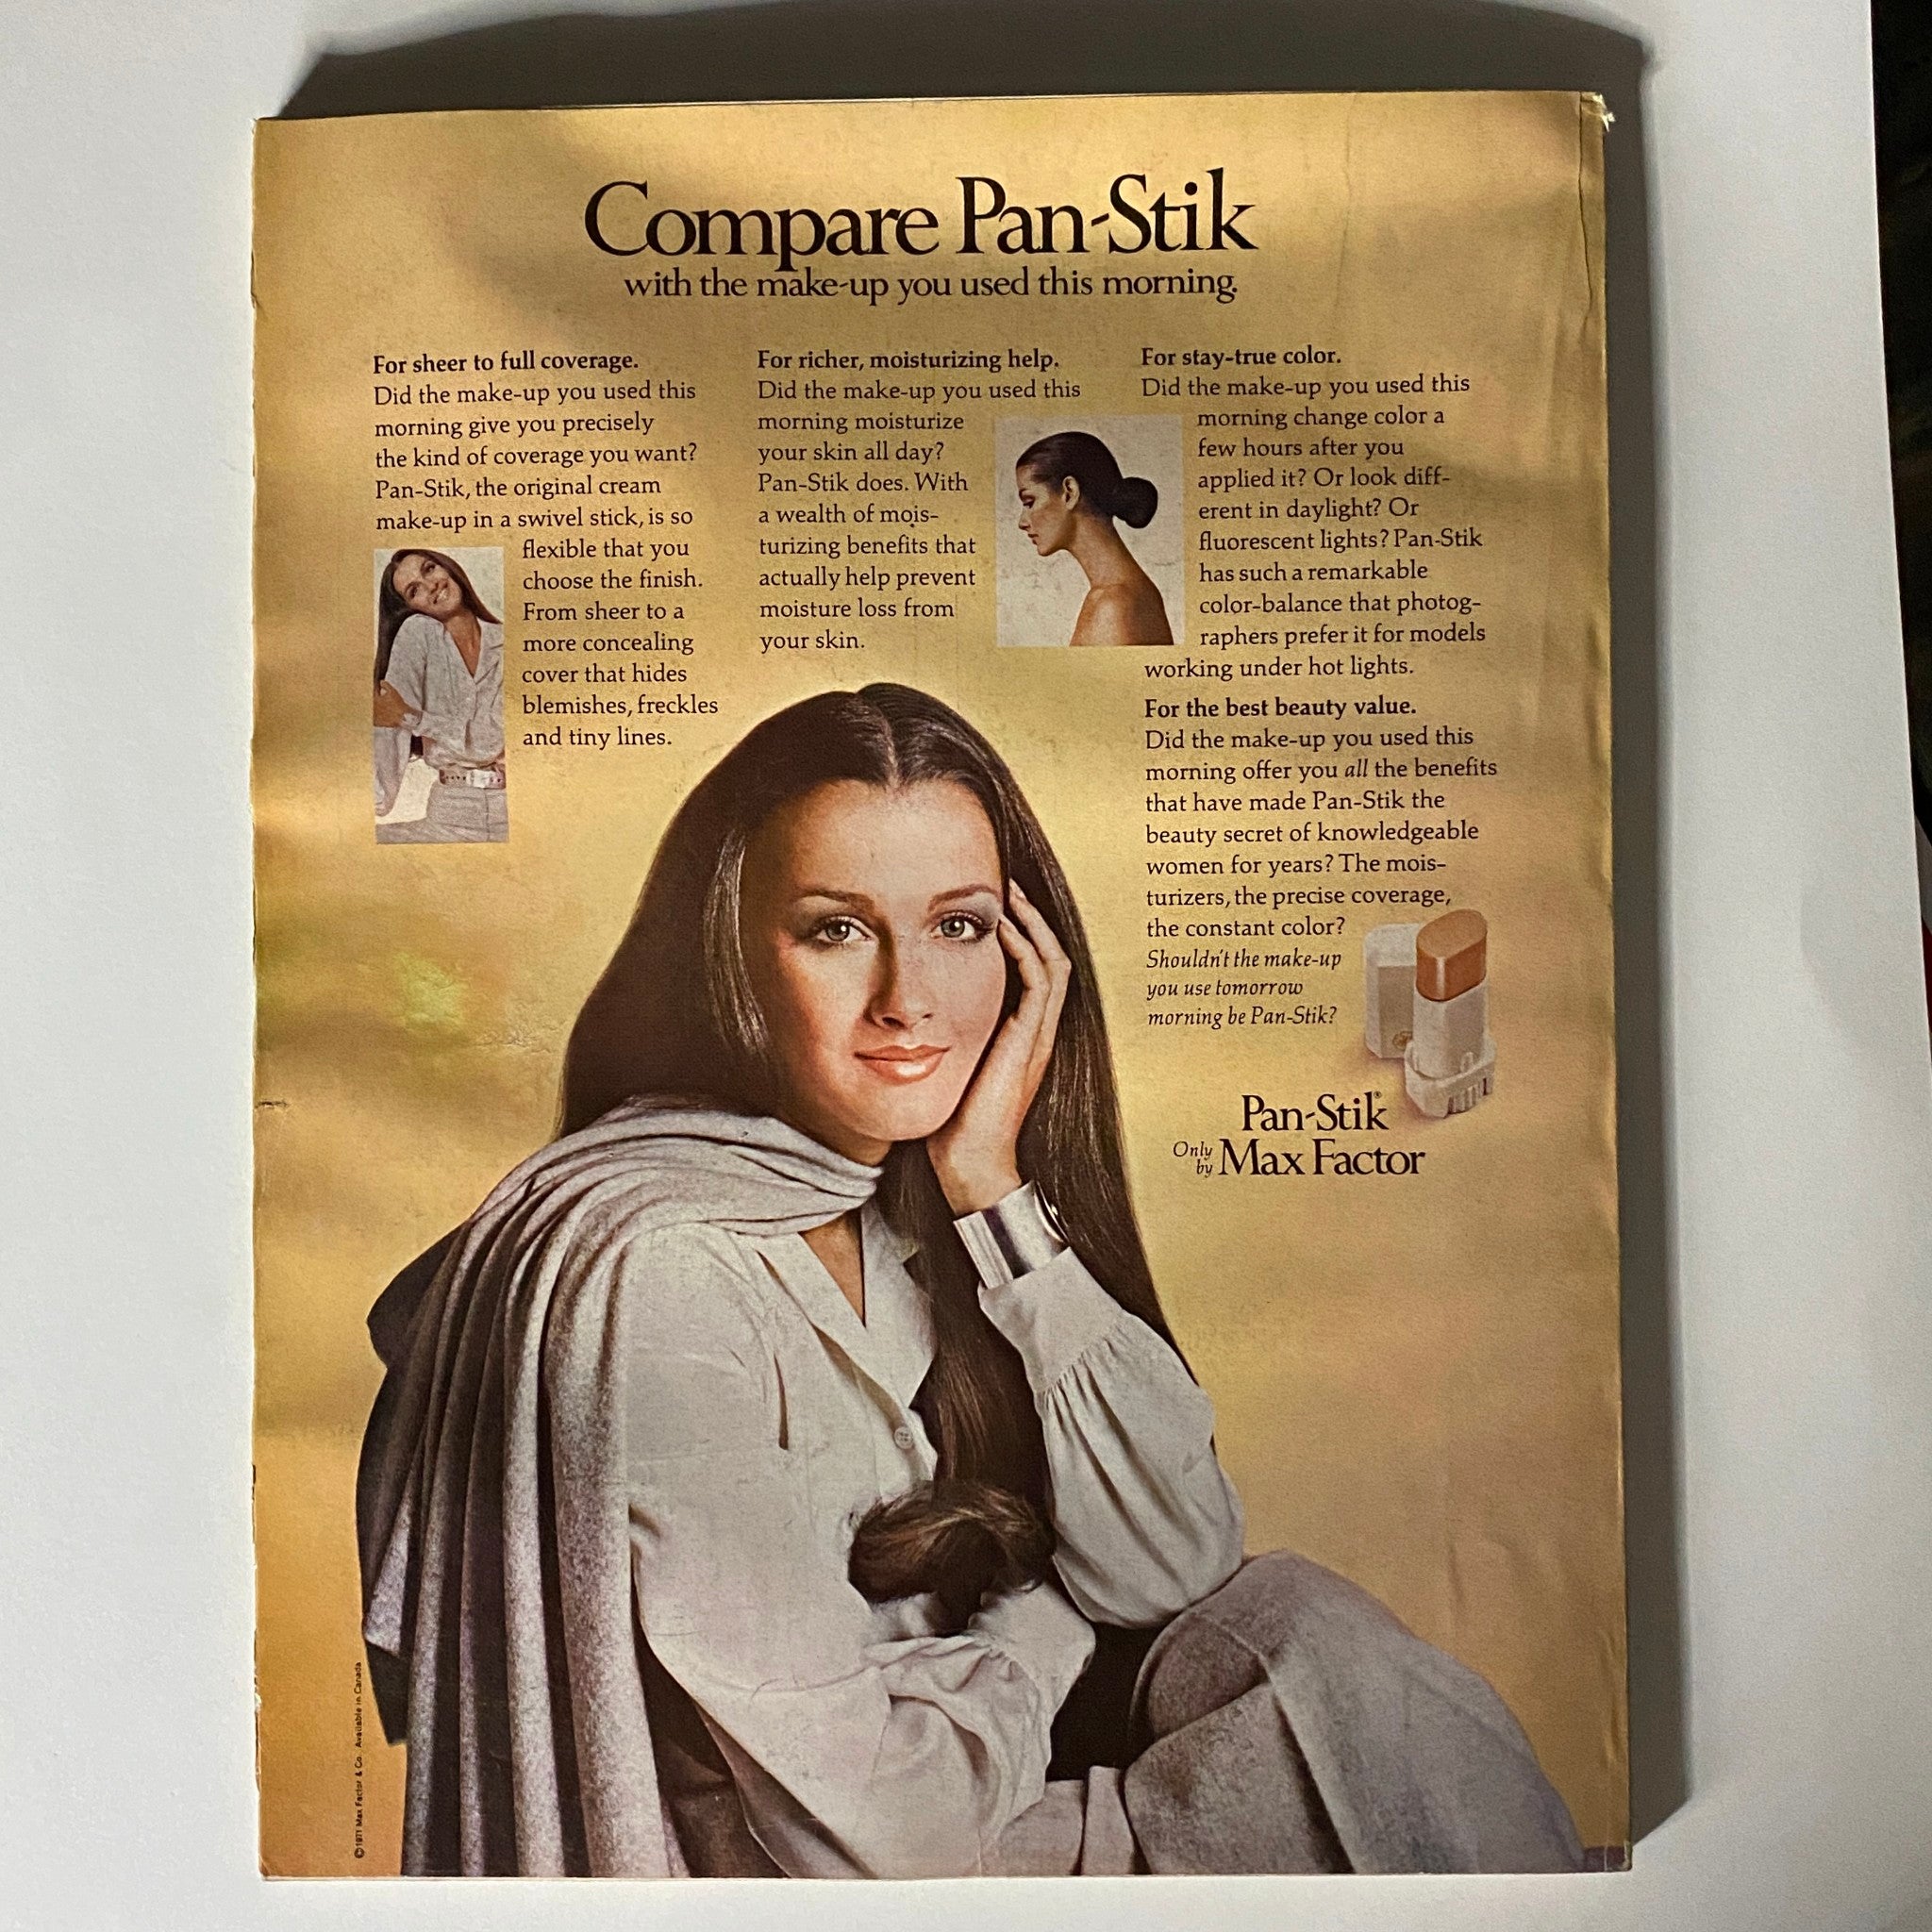 Compare Pan-Stik
with the make-up you used this morning.
For sheer to full coverage.
Did the make-up you used this
morning give you precisely
the kind of coverage you want?
Pan-Stik, the original cream
make-up in a swivel stick, is so
flexible that you
choose the finish.
From sheer to a
more concealing
cover that hides
blemishes, freckles
and tiny lines.
For richer, moisturizing help.
Did the make-up you used this
morning moisturize
your skin all day?
Pan-Stik does. With
a wealth of mois-
turizing benefits that
actually help prevent
moisture loss from
your skin.
For stay-true color.
Did the make-up you used this
morning change color a
few hours after you
applied it? Or look diff-
erent in daylight? Or
fluorescent lights? Pan-Stik
has such a remarkable
color-balance that photog-
raphers prefer it for models
working under hot lights.
For the best beauty value.
Did the make-up you used this
morning offer you all the benefits
that have made Pan-Stik the
beauty secret of knowledgeable
women for years? The mois-
turizers, the precise coverage,
the constant color?
Shouldn't the make-up
you use tomorrow
morning be Pan-Stik?
Pan-Stik®
Only by Max Factor
©1977 Max Factor & Co. Available in Canada